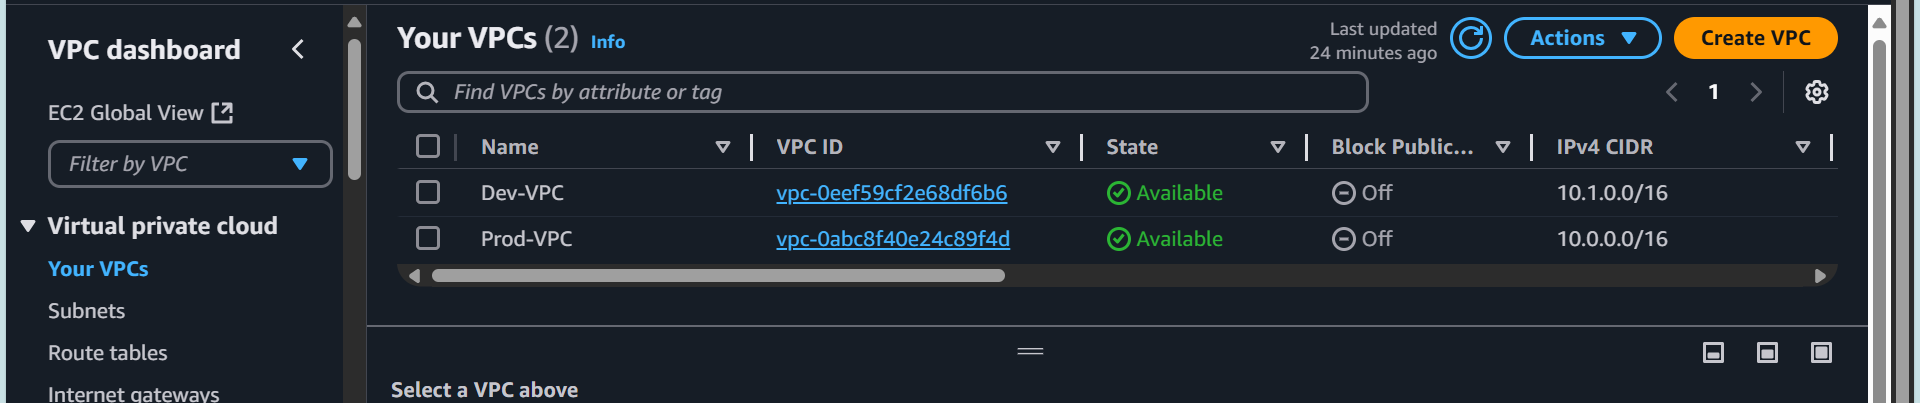 VPC dashboard
EC2 Global View
Filter by VPC
Virtual private cloud
Your VPCs
Subnets
Route tables
Internet gateways
Your VPCs (2) Info
Last updated
24 minutes ago
Actions
Create VPC
Find VPCs by attribute or tag
1
Name VPC ID State Block Public... IPv4 CIDR
Dev-VPC vpc-0eef59cf2e68df6b6 Available Off 10.1.0.0/16
Prod-VPC vpc-0abc8f40e24c89f4d Available Off 10.0.0.0/16
Select a VPC above